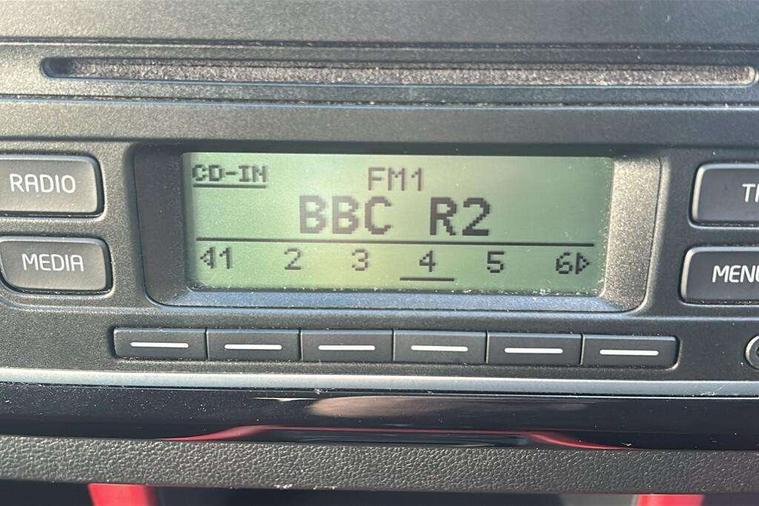 CD-IN
FM1
BBC R2
1 2 3 4 5 6
RADIO
MEDIA
MENU